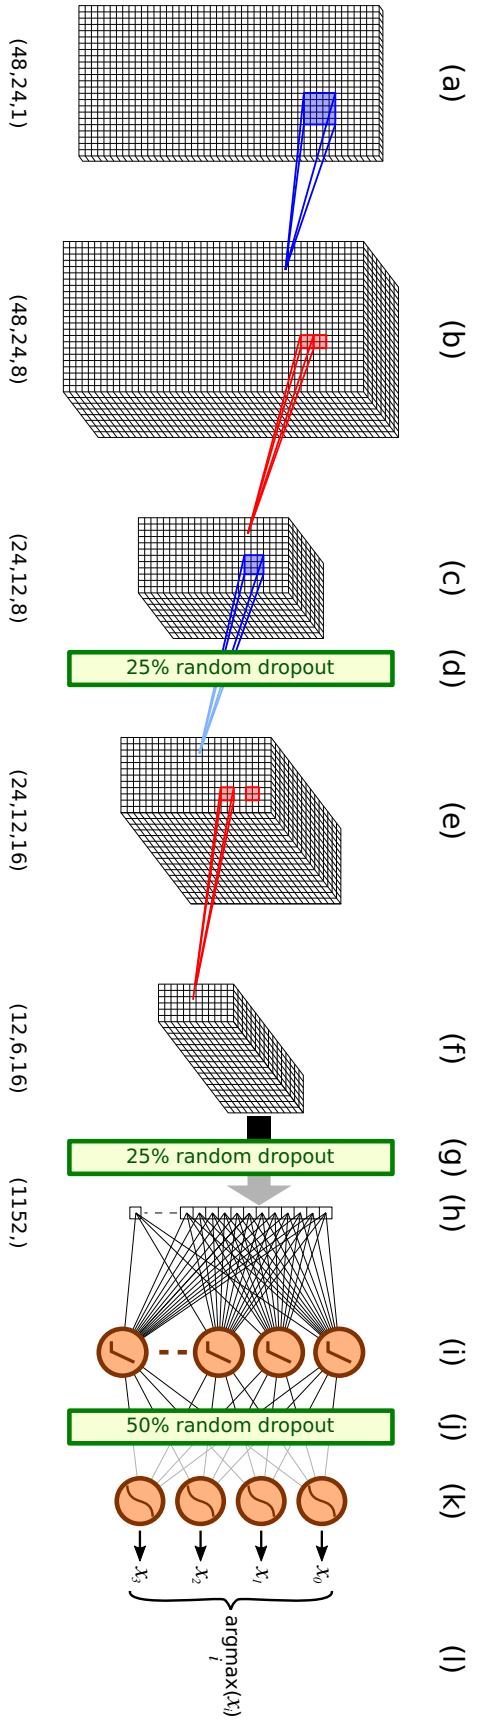 (a)
(b)
(c)
(d)
(e)
(f)
(g)
(h)
(i)
(j)
(k)
(l)
25% random dropout
25% random dropout
50% random dropout
x₀
x₁
x₂
x₃
argmax(xᵢ)
i
(48,24,1)
(48,24,8)
(24,12,8)
(24,12,16)
(12,6,16)
(1152,)